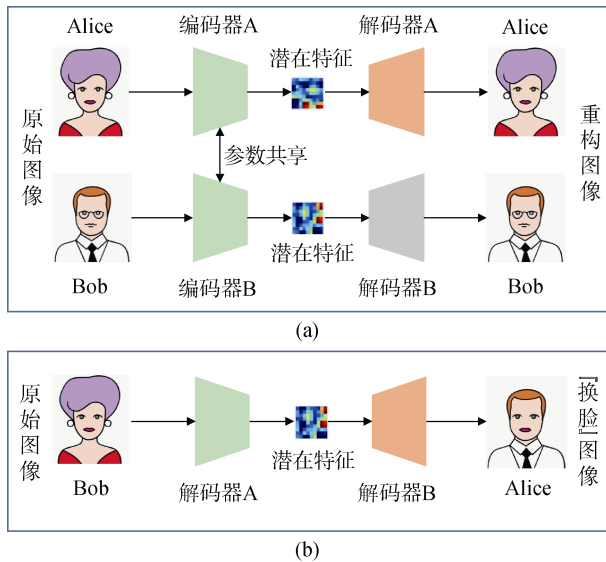 Alice
编码器A
解码器A
Alice
潜在特征
原始图像
重构图像
参数共享
潜在特征
Bob
编码器B
解码器B
Bob
(a)
原始图像
『换脸』图像
潜在特征
Bob
解码器A
解码器B
Alice
(b)